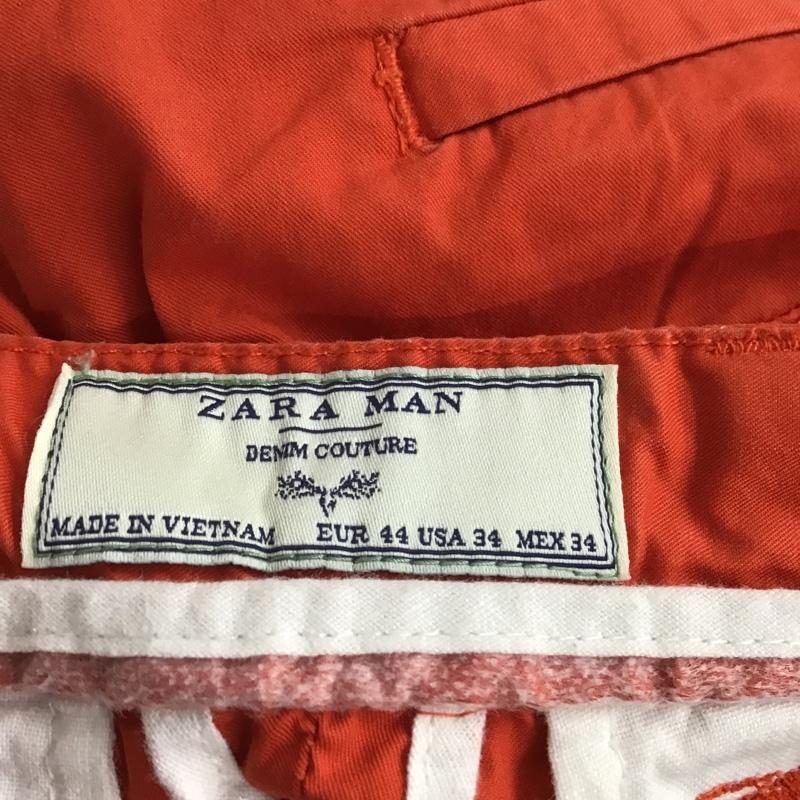 ZARA MAN
DENIM COUTURE
MADE IN VIETNAM EUR 44 USA 34 MEX 34